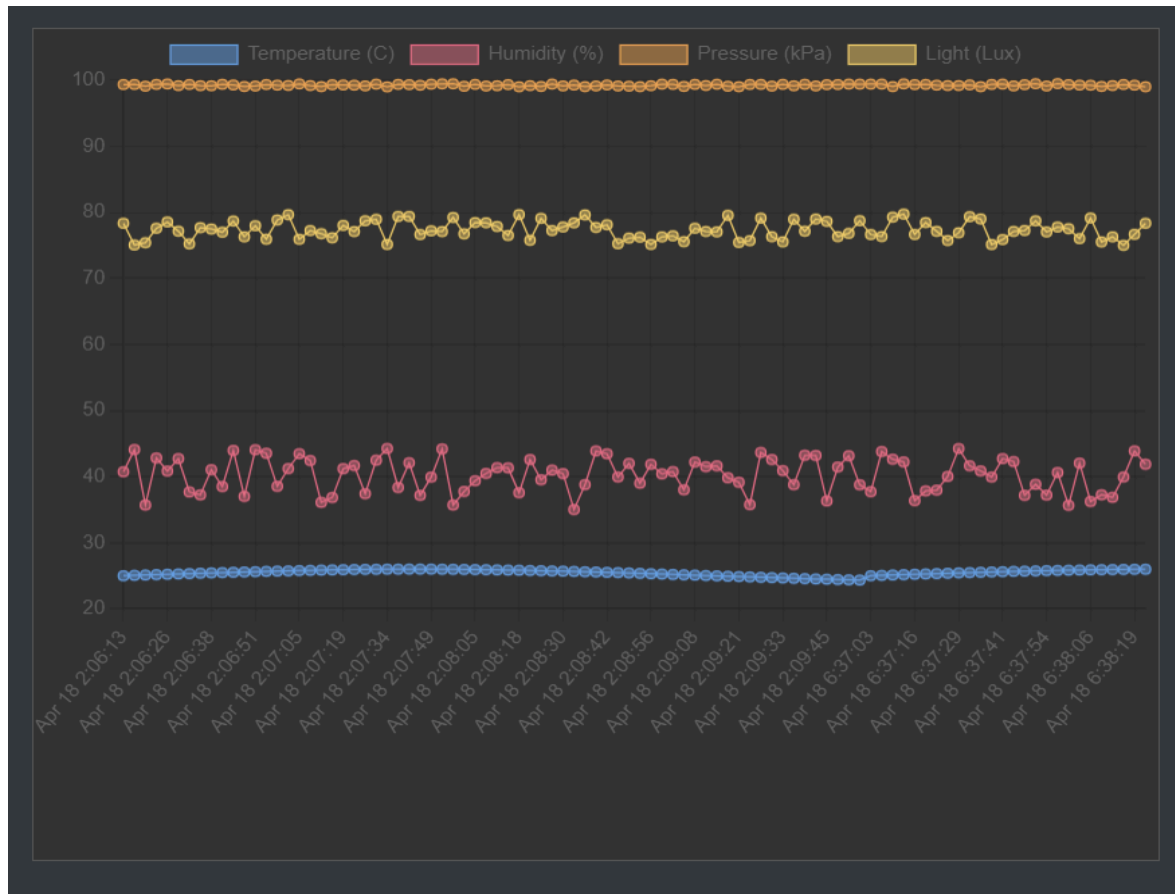 Temperature (C) Humidity (%) Pressure (kPa) Light (Lux)
100
90
80
70
60
50
40
30
20
Apr 18 2:06:13
Apr 18 2:06:26
Apr 18 2:06:38
Apr 18 2:06:51
Apr 18 2:07:05
Apr 18 2:07:19
Apr 18 2:07:34
Apr 18 2:07:49
Apr 18 2:08:05
Apr 18 2:08:18
Apr 18 2:08:30
Apr 18 2:08:42
Apr 18 2:08:56
Apr 18 2:09:08
Apr 18 2:09:21
Apr 18 2:09:33
Apr 18 2:09:45
Apr 18 6:37:03
Apr 18 6:37:16
Apr 18 6:37:29
Apr 18 6:37:41
Apr 18 6:37:54
Apr 18 6:38:06
Apr 18 6:38:19